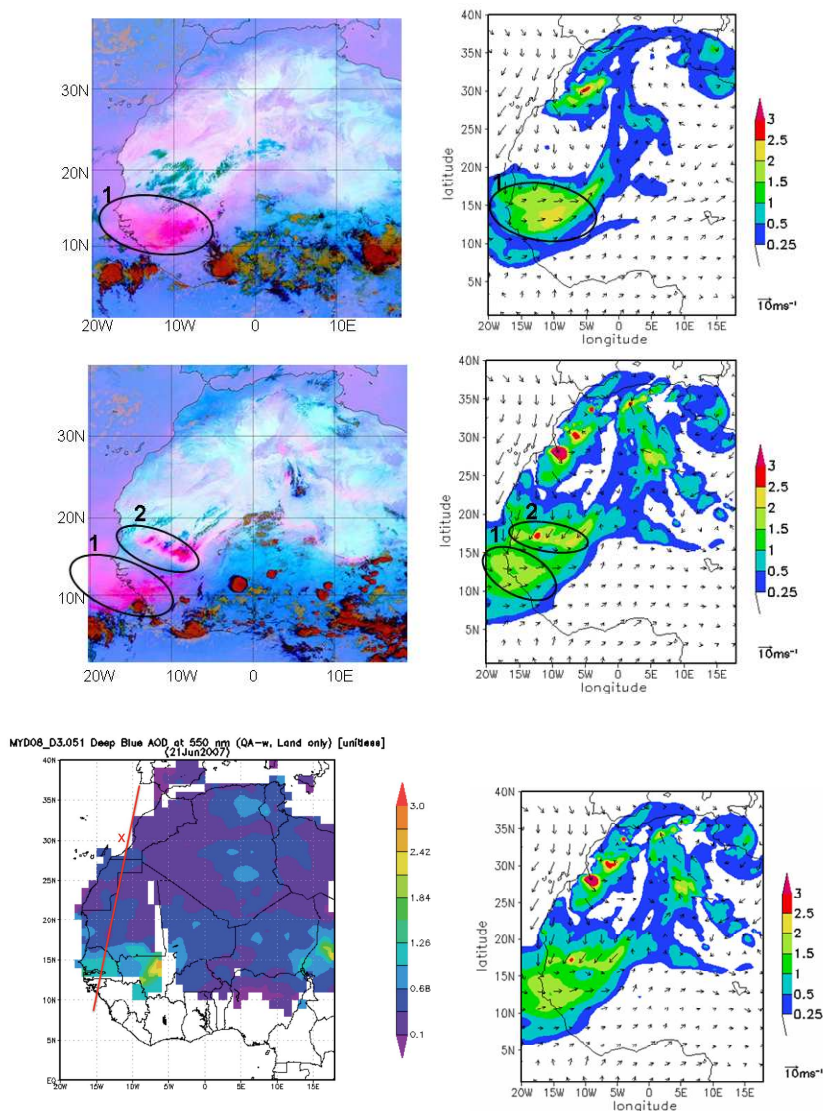 30N
20N
10N
1
20W 10W 0 10E
40N
35N
30N
25N
20N
15N
10N
5N
latitude
1
20W 15W 10W 5W 0 5E 10E 15E
longitude
3
2.5
2
1.5
1
0.5
0.25
10ms⁻¹
30N
20N
10N
2
1
20W 10W 0 10E
40N
35N
30N
25N
20N
15N
10N
5N
latitude
2
1
20W 15W 10W 5W 0 5E 10E 15E
longitude
3
2.5
2
1.5
1
0.5
0.25
10ms⁻¹
MYD08_D3.051 Deep Blue AOD at 550 nm (QA-w, Land only) [unitless]
(21Jun2007)
40N
35N
30N
25N
20N
15N
10N
5N
EQ
X
20W 15W 10W 5W 0 5E 10E 15E
3.0
2.42
1.84
1.26
0.68
0.1
40N
35N
30N
25N
20N
15N
10N
5N
latitude
20W 15W 10W 5W 0 5E 10E 15E
longitude
3
2.5
2
1.5
1
0.5
0.25
10ms⁻¹